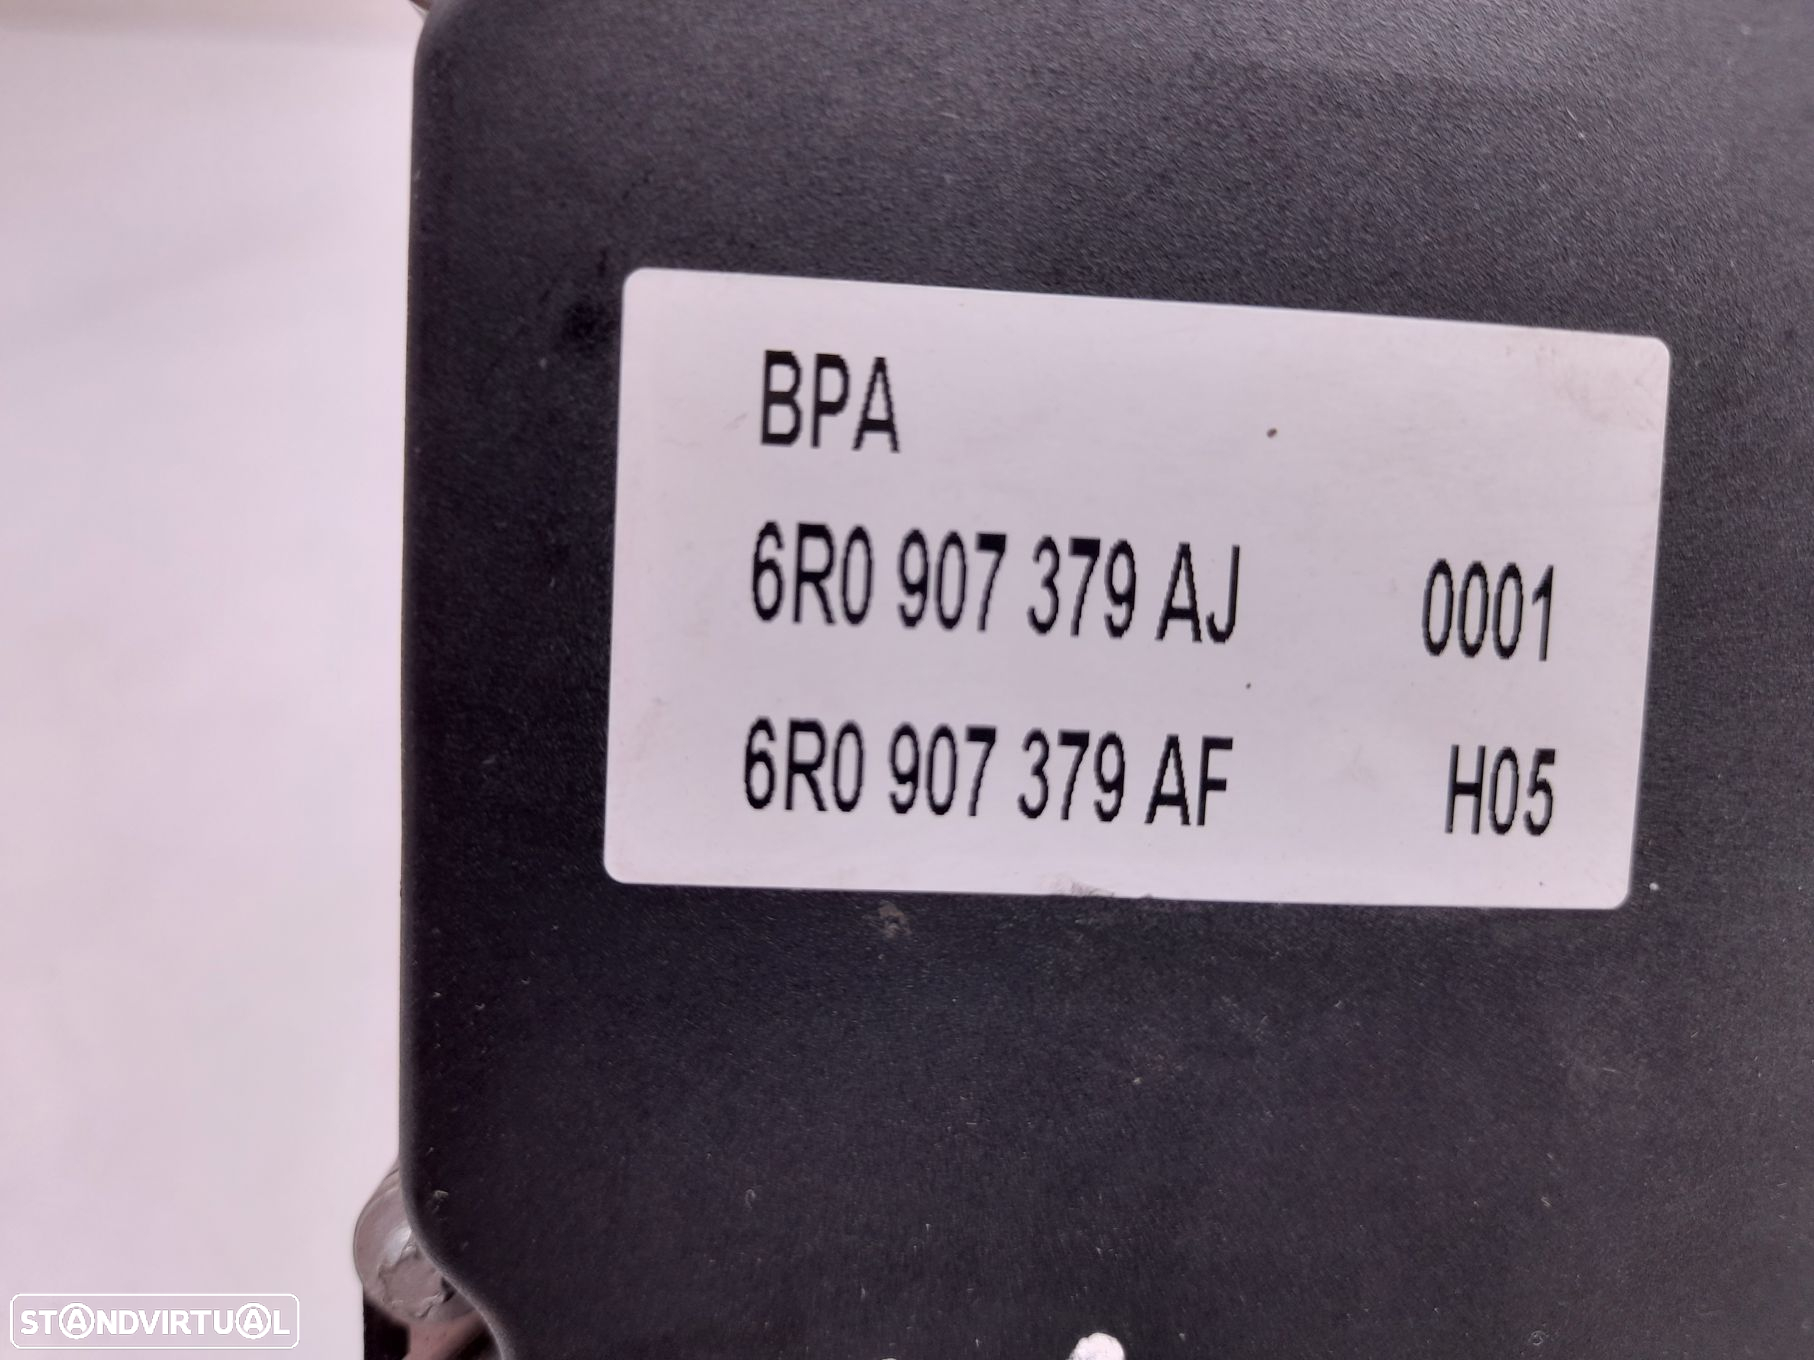 BPA
6R0 907 379 AJ 0001
6R0 907 379 AF H05
STANDVIRTUAL